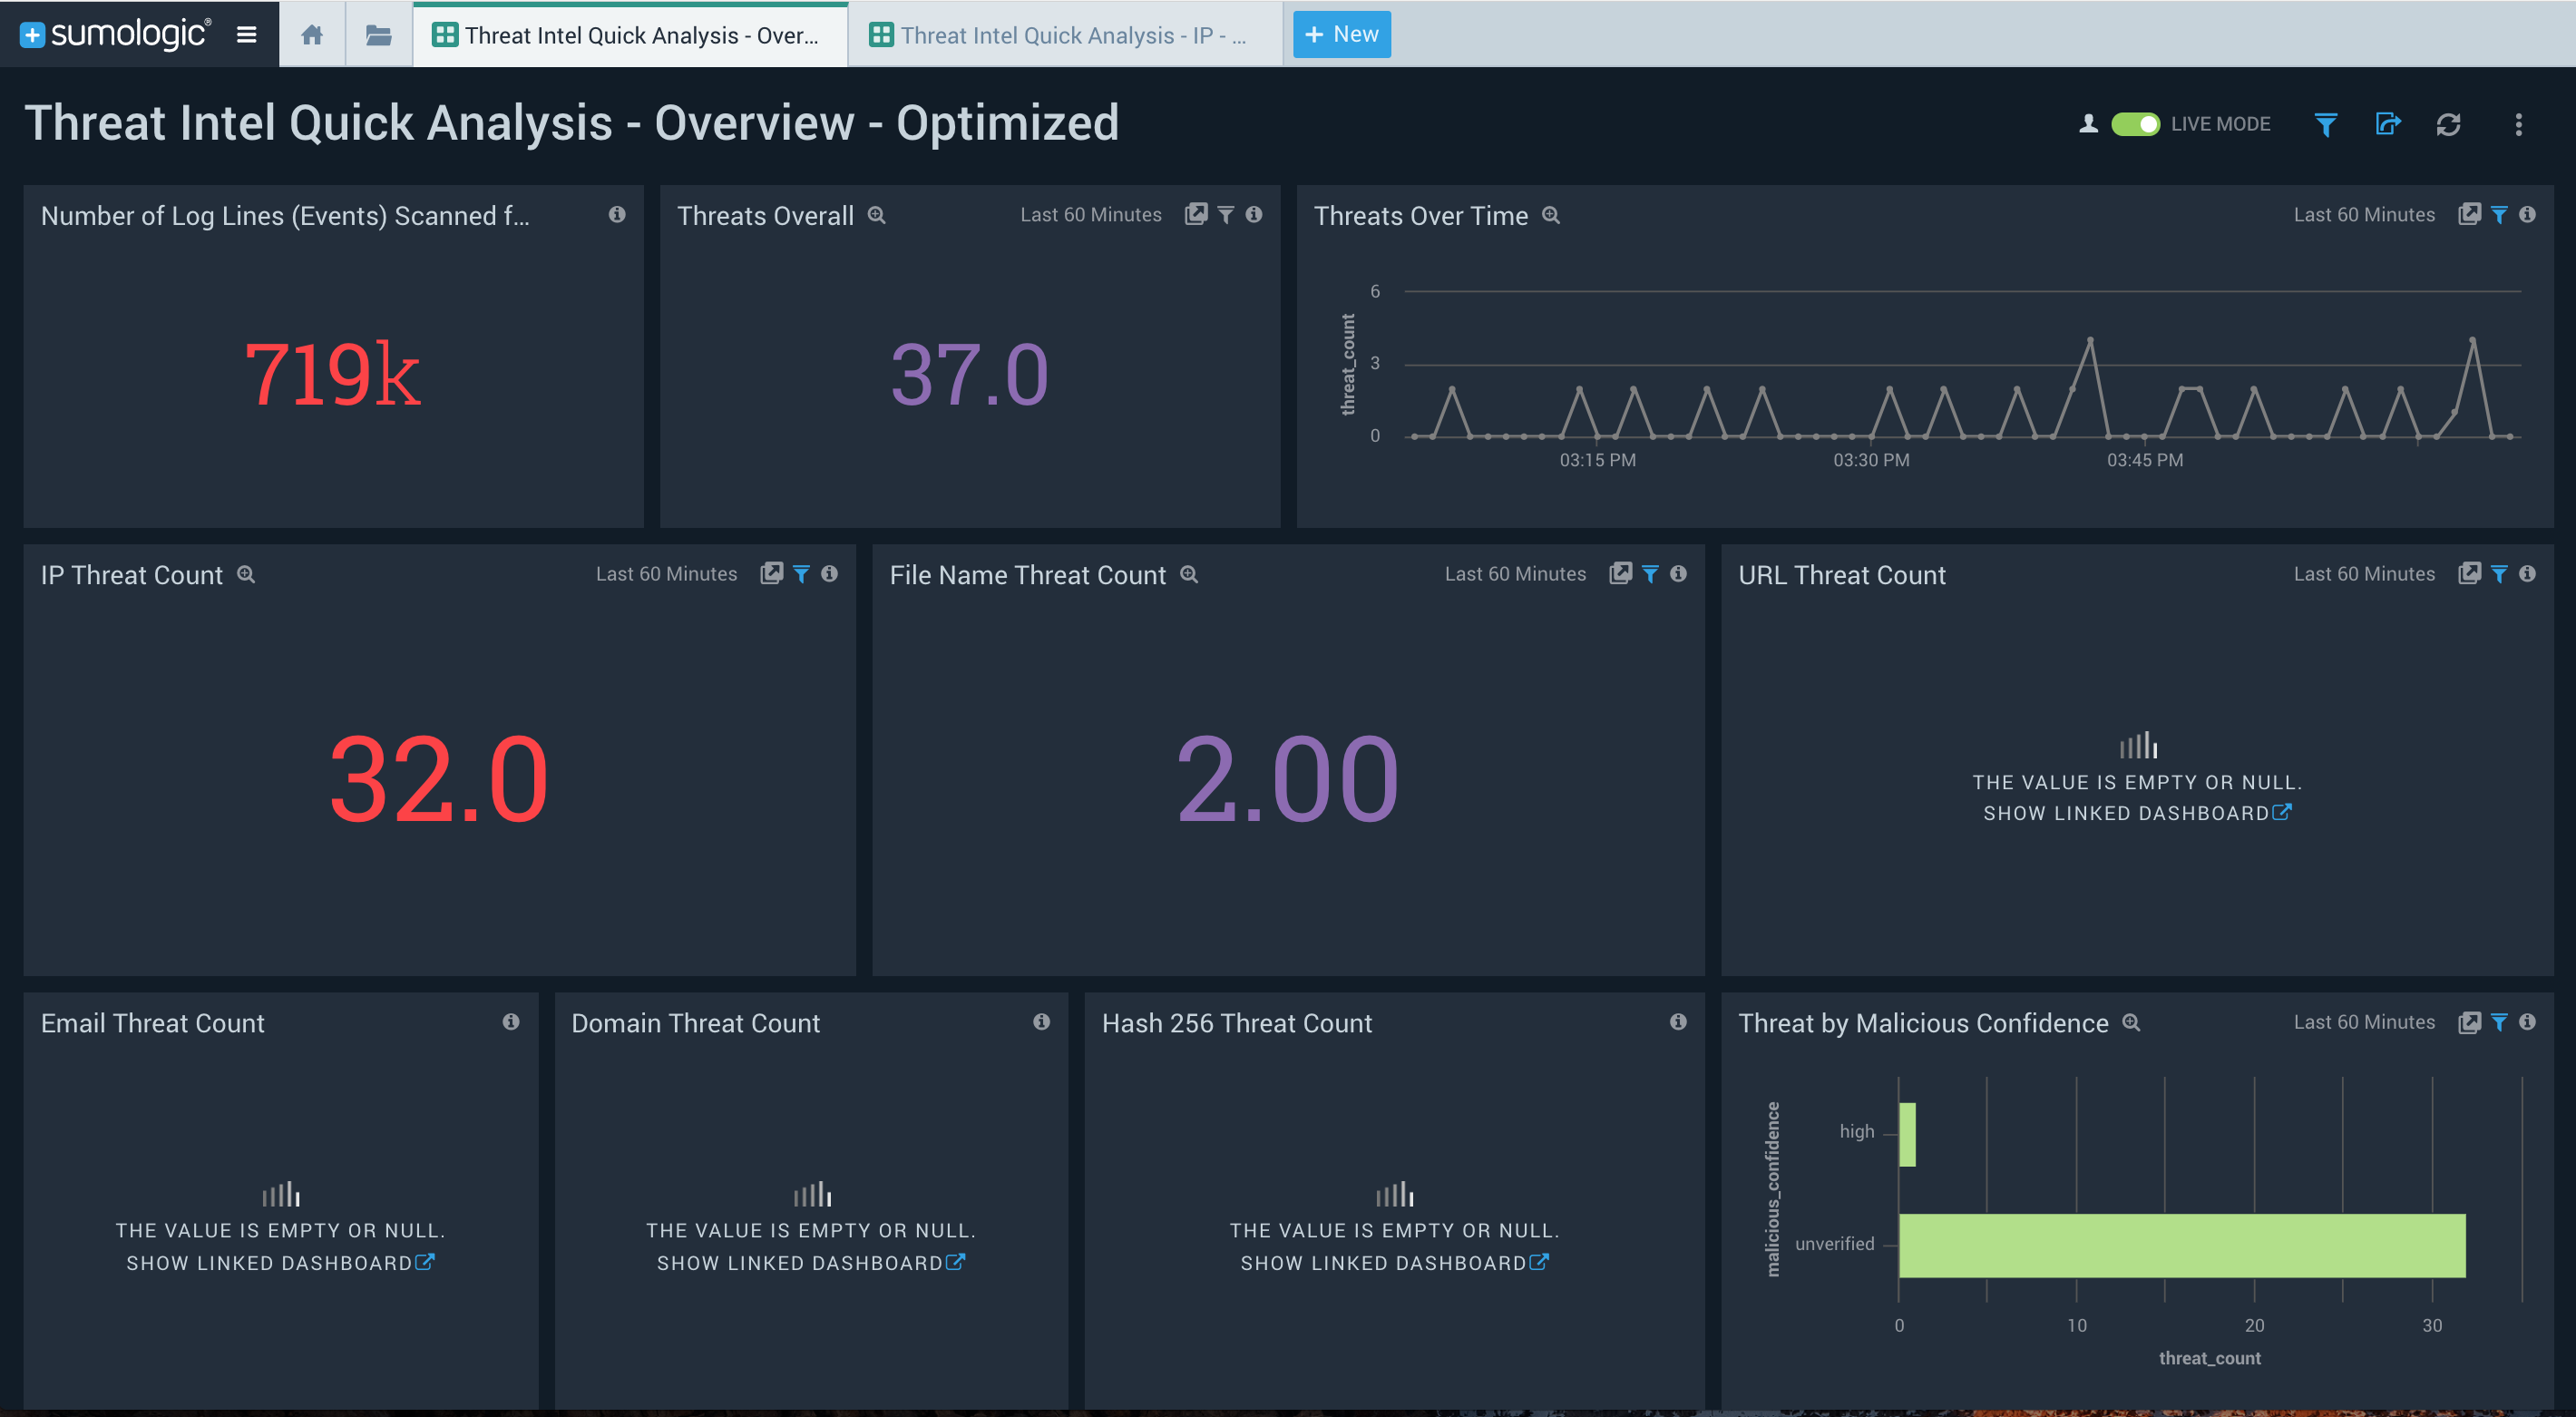 sumologic®
Threat Intel Quick Analysis - Over...
Threat Intel Quick Analysis - IP - ...
+ New
Threat Intel Quick Analysis - Overview - Optimized
LIVE MODE
Number of Log Lines (Events) Scanned f...
719k
Threats Overall
Last 60 Minutes
37.0
Threats Over Time
Last 60 Minutes
threat_count
6
3
0
03:15 PM
03:30 PM
03:45 PM
IP Threat Count
Last 60 Minutes
32.0
File Name Threat Count
Last 60 Minutes
2.00
URL Threat Count
Last 60 Minutes
THE VALUE IS EMPTY OR NULL.
SHOW LINKED DASHBOARD
Email Threat Count
THE VALUE IS EMPTY OR NULL.
SHOW LINKED DASHBOARD
Domain Threat Count
THE VALUE IS EMPTY OR NULL.
SHOW LINKED DASHBOARD
Hash 256 Threat Count
THE VALUE IS EMPTY OR NULL.
SHOW LINKED DASHBOARD
Threat by Malicious Confidence
Last 60 Minutes
malicious_confidence
high
unverified
0
10
20
30
threat_count